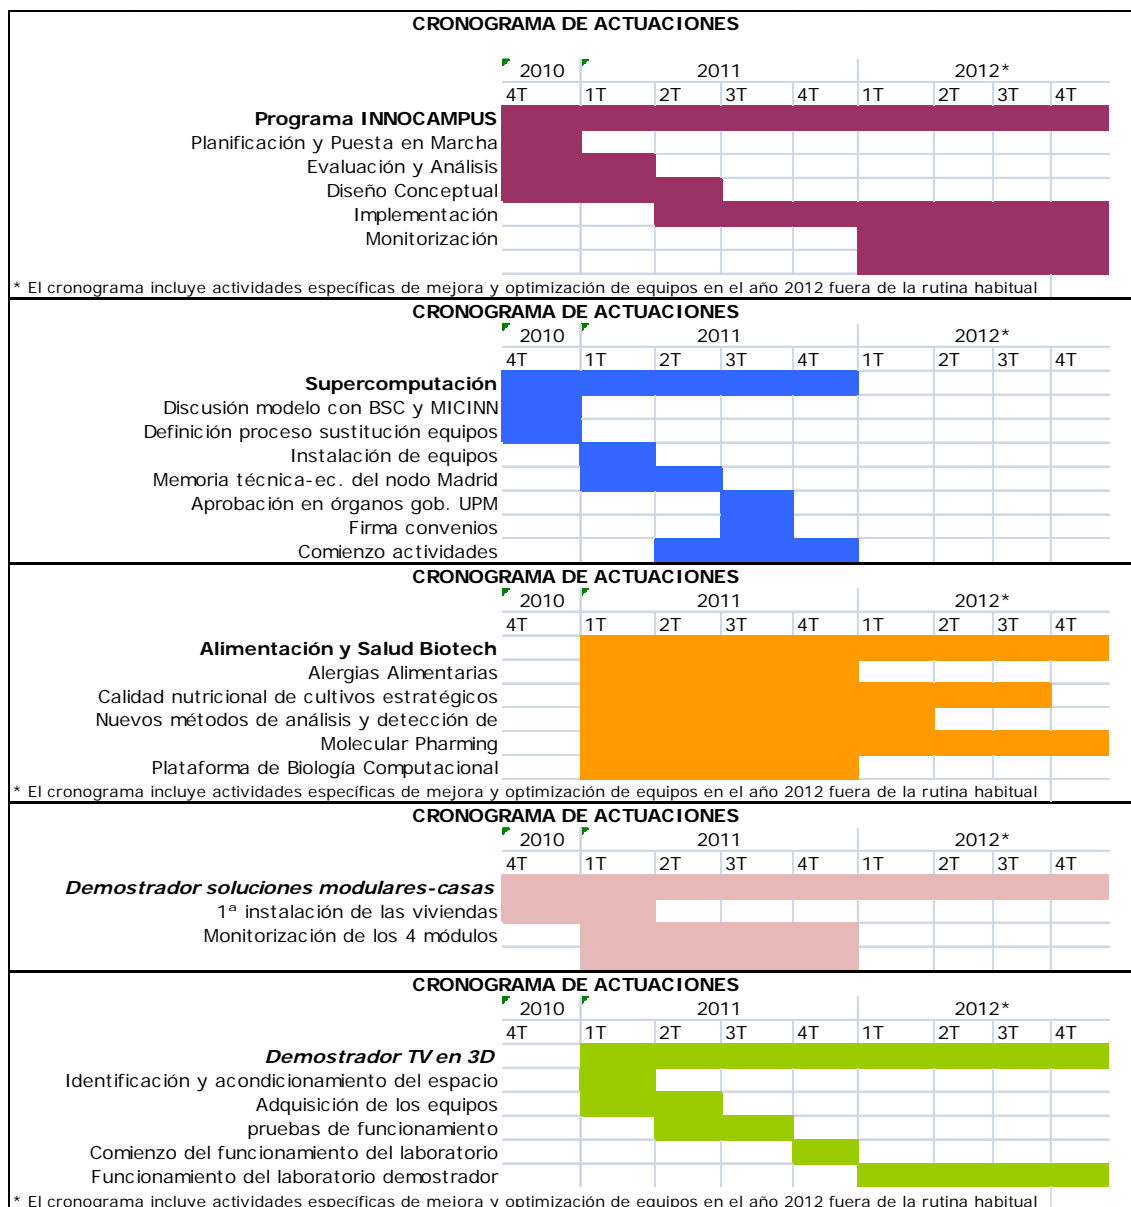 CRONOGRAMA DE ACTUACIONES
2010 2011 2012*
4T 1T 2T 3T 4T 1T 2T 3T 4T
Programa INNOCAMPUS
Planificación y Puesta en Marcha
Evaluación y Análisis
Diseño Conceptual
Implementación
Monitorización
* El cronograma incluye actividades específicas de mejora y optimización de equipos en el año 2012 fuera de la rutina habitual
CRONOGRAMA DE ACTUACIONES
2010 2011 2012*
4T 1T 2T 3T 4T 1T 2T 3T 4T
Supercomputación
Discusión modelo con BSC y MICINN
Definición proceso sustitución equipos
Instalación de equipos
Memoria técnica-ec. del nodo Madrid
Aprobación en órganos gob. UPM
Firma convenios
Comienzo actividades
CRONOGRAMA DE ACTUACIONES
2010 2011 2012*
4T 1T 2T 3T 4T 1T 2T 3T 4T
Alimentación y Salud Biotech
Alergias Alimentarias
Calidad nutricional de cultivos estratégicos
Nuevos métodos de análisis y detección de
Molecular Pharming
Plataforma de Biología Computacional
* El cronograma incluye actividades específicas de mejora y optimización de equipos en el año 2012 fuera de la rutina habitual
CRONOGRAMA DE ACTUACIONES
2010 2011 2012*
4T 1T 2T 3T 4T 1T 2T 3T 4T
Demostrador soluciones modulares-casas
1ª instalación de las viviendas
Monitorización de los 4 módulos
CRONOGRAMA DE ACTUACIONES
2010 2011 2012*
4T 1T 2T 3T 4T 1T 2T 3T 4T
Demostrador TV en 3D
Identificación y acondicionamiento del espacio
Adquisición de los equipos
pruebas de funcionamiento
Comienzo del funcionamiento del laboratorio
Funcionamiento del laboratorio demostrador
* El cronograma incluye actividades específicas de mejora y optimización de equipos en el año 2012 fuera de la rutina habitual